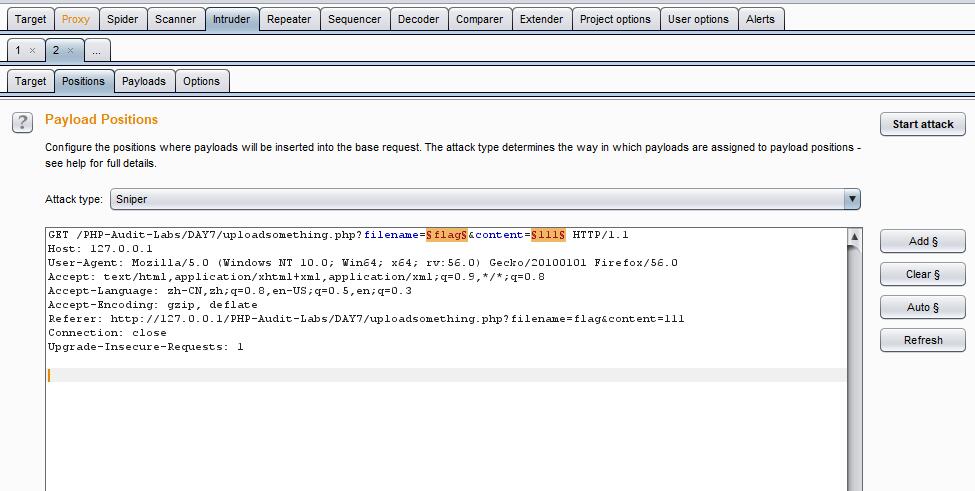 Target Proxy Spider Scanner Intruder Repeater Sequencer Decoder Comparer Extender Project options User options Alerts
1 × 2 × ...
Target Positions Payloads Options
? Payload Positions
Start attack
Configure the positions where payloads will be inserted into the base request. The attack type determines the way in which payloads are assigned to payload positions -
see help for full details.
Attack type: Sniper
GET /PHP-Audit-Labs/DAY7/uploadsomething.php?filename=§flag§&content=§111§ HTTP/1.1
Host: 127.0.0.1
User-Agent: Mozilla/5.0 (Windows NT 10.0; Win64; x64; rv:56.0) Gecko/20100101 Firefox/56.0
Accept: text/html,application/xhtml+xml,application/xml;q=0.9,*/*;q=0.8
Accept-Language: zh-CN,zh;q=0.8,en-US;q=0.5,en;q=0.3
Accept-Encoding: gzip, deflate
Referer: http://127.0.0.1/PHP-Audit-Labs/DAY7/uploadsomething.php?filename=flag&content=111
Connection: close
Upgrade-Insecure-Requests: 1
Add §
Clear §
Auto §
Refresh